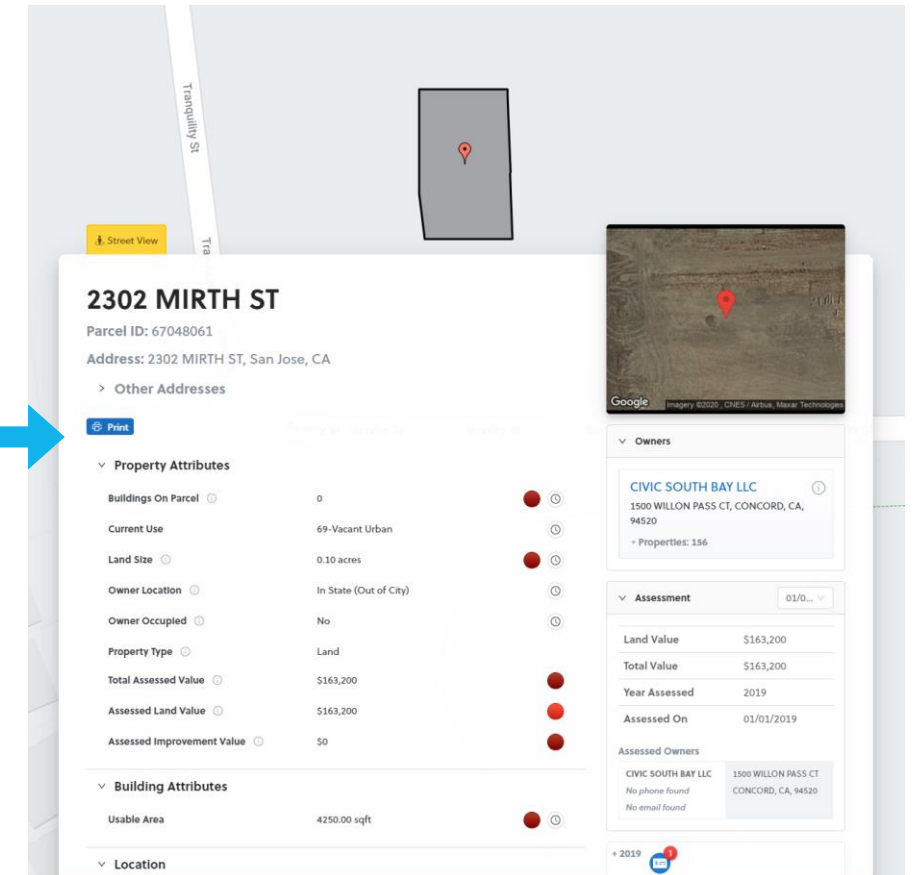 Tranquility St
Tra
Street View
2302 MIRTH ST
Parcel ID: 67048061
Address: 2302 MIRTH ST, San Jose, CA
> Other Addresses
Print
Property Attributes
Buildings On Parcel 0
Current Use 69-Vacant Urban
Land Size 0.10 acres
Owner Location In State (Out of City)
Owner Occupied No
Property Type Land
Total Assessed Value $163,200
Assessed Land Value $163,200
Assessed Improvement Value $0
Building Attributes
Usable Area 4250.00 sqft
Location
Google
Imagery ©2020 , CNES / Airbus, Maxar Technologies
Owners
CIVIC SOUTH BAY LLC
1500 WILLON PASS CT, CONCORD, CA,
94520
+ Properties: 156
Assessment 01/0...
Land Value $163,200
Total Value $163,200
Year Assessed 2019
Assessed On 01/01/2019
Assessed Owners
CIVIC SOUTH BAY LLC 1500 WILLON PASS CT
No phone found CONCORD, CA, 94520
No email found
+ 2019 1